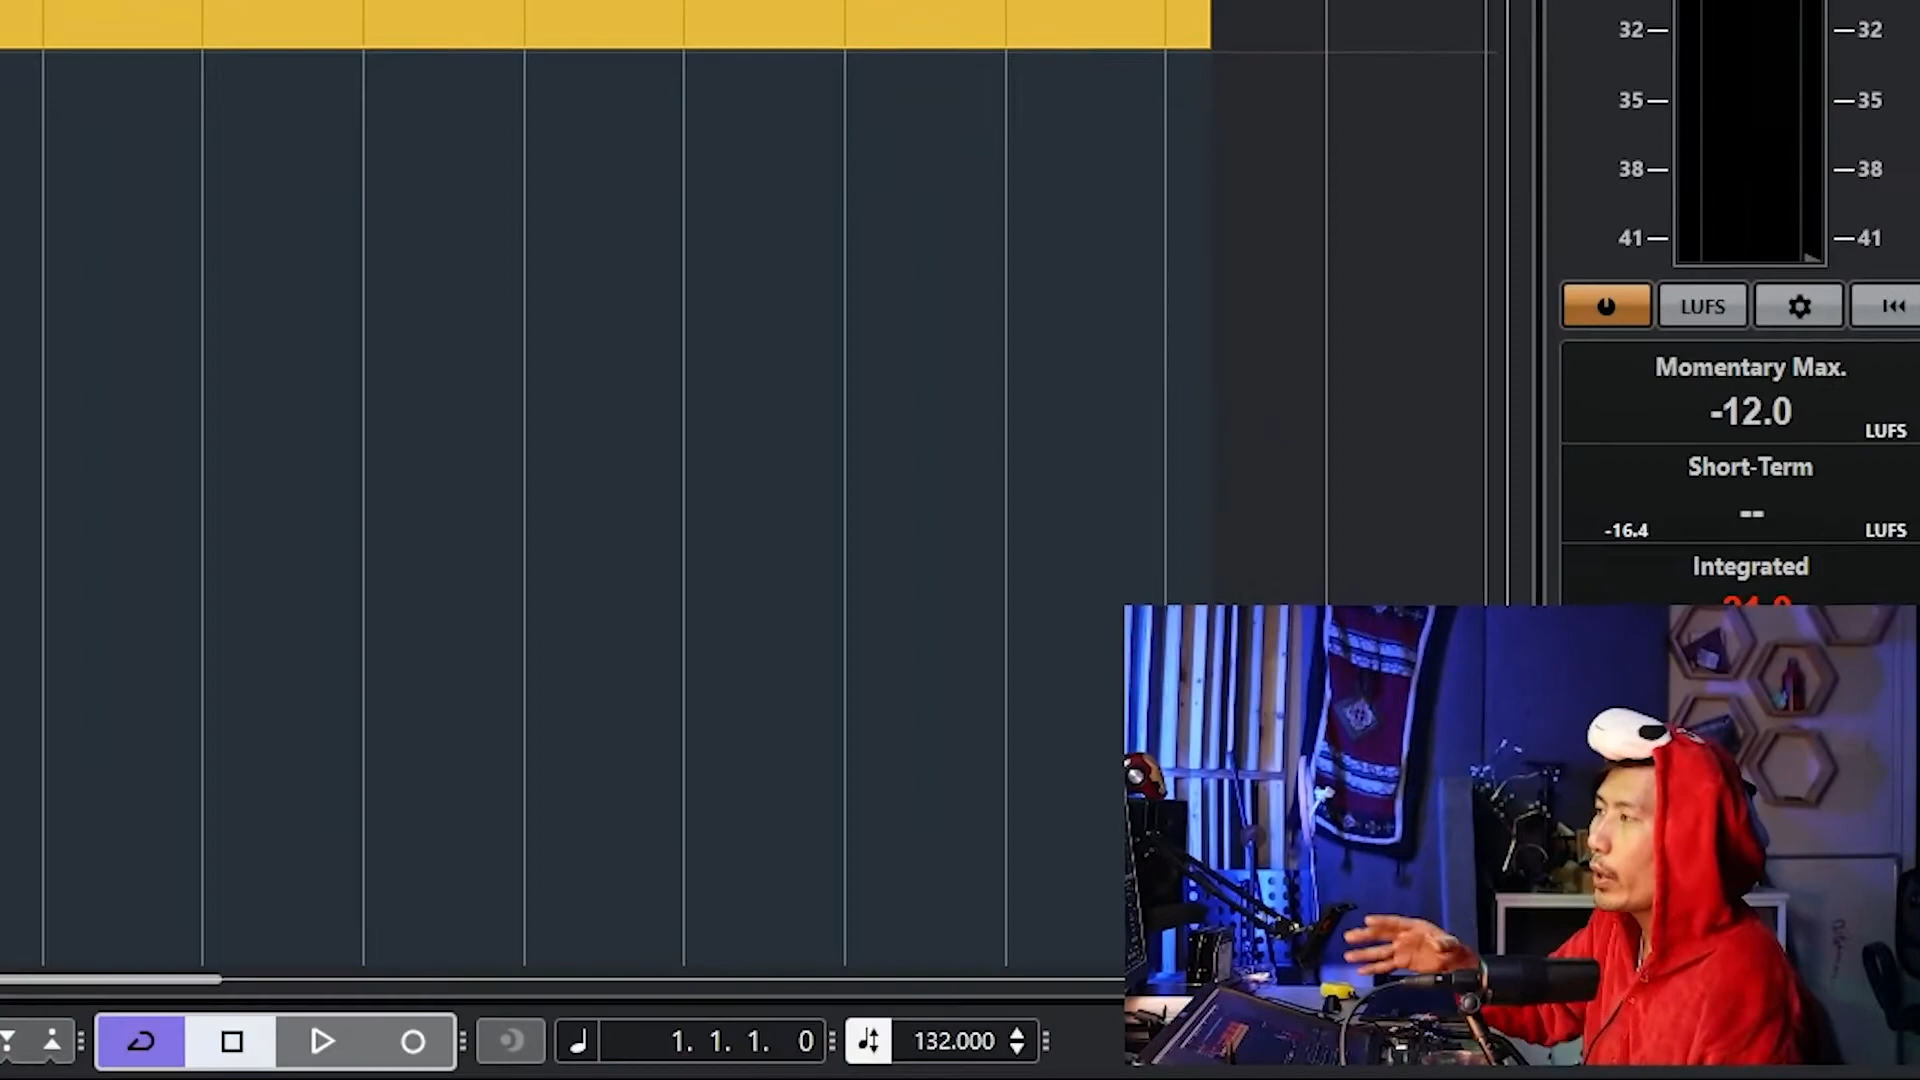 32 32
35 35
38 38
41 41
LUFS
Momentary Max.
-12.0
LUFS
Short-Term
--
-16.4 LUFS
Integrated
1. 1. 1. 0
132.000